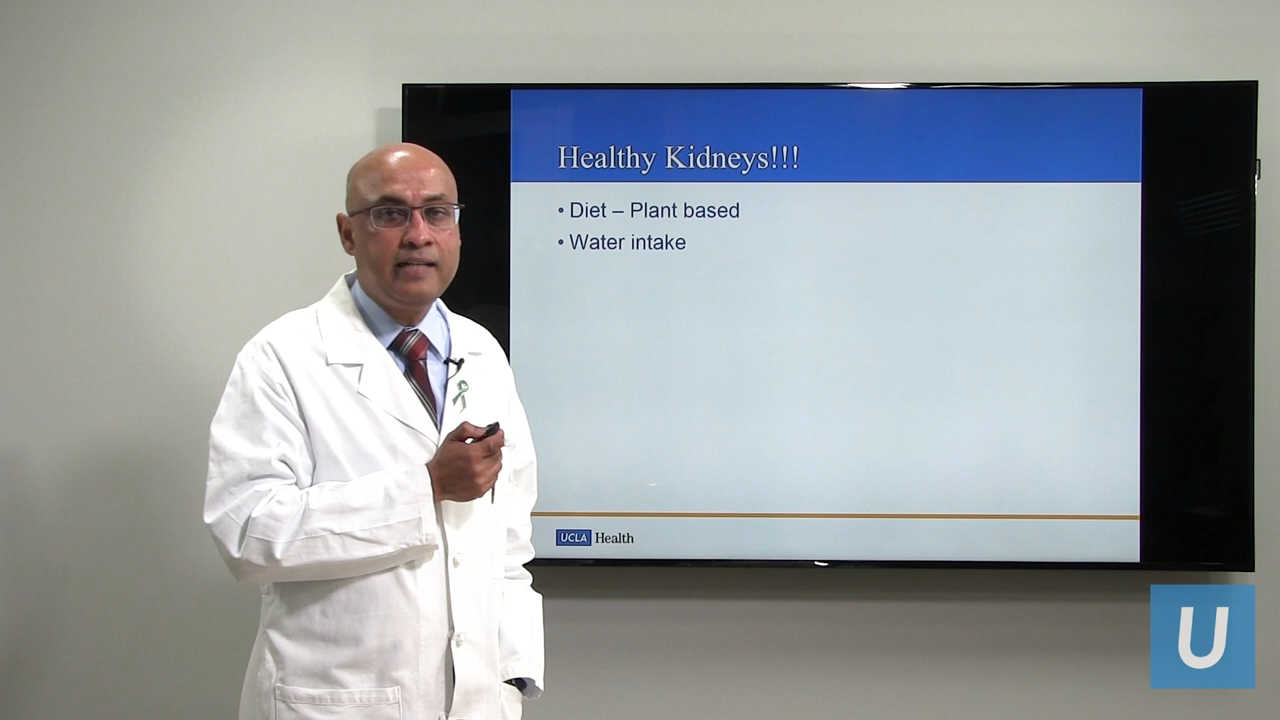 Healthy Kidneys!!!
• Diet – Plant based
• Water intake
UCLA Health
U